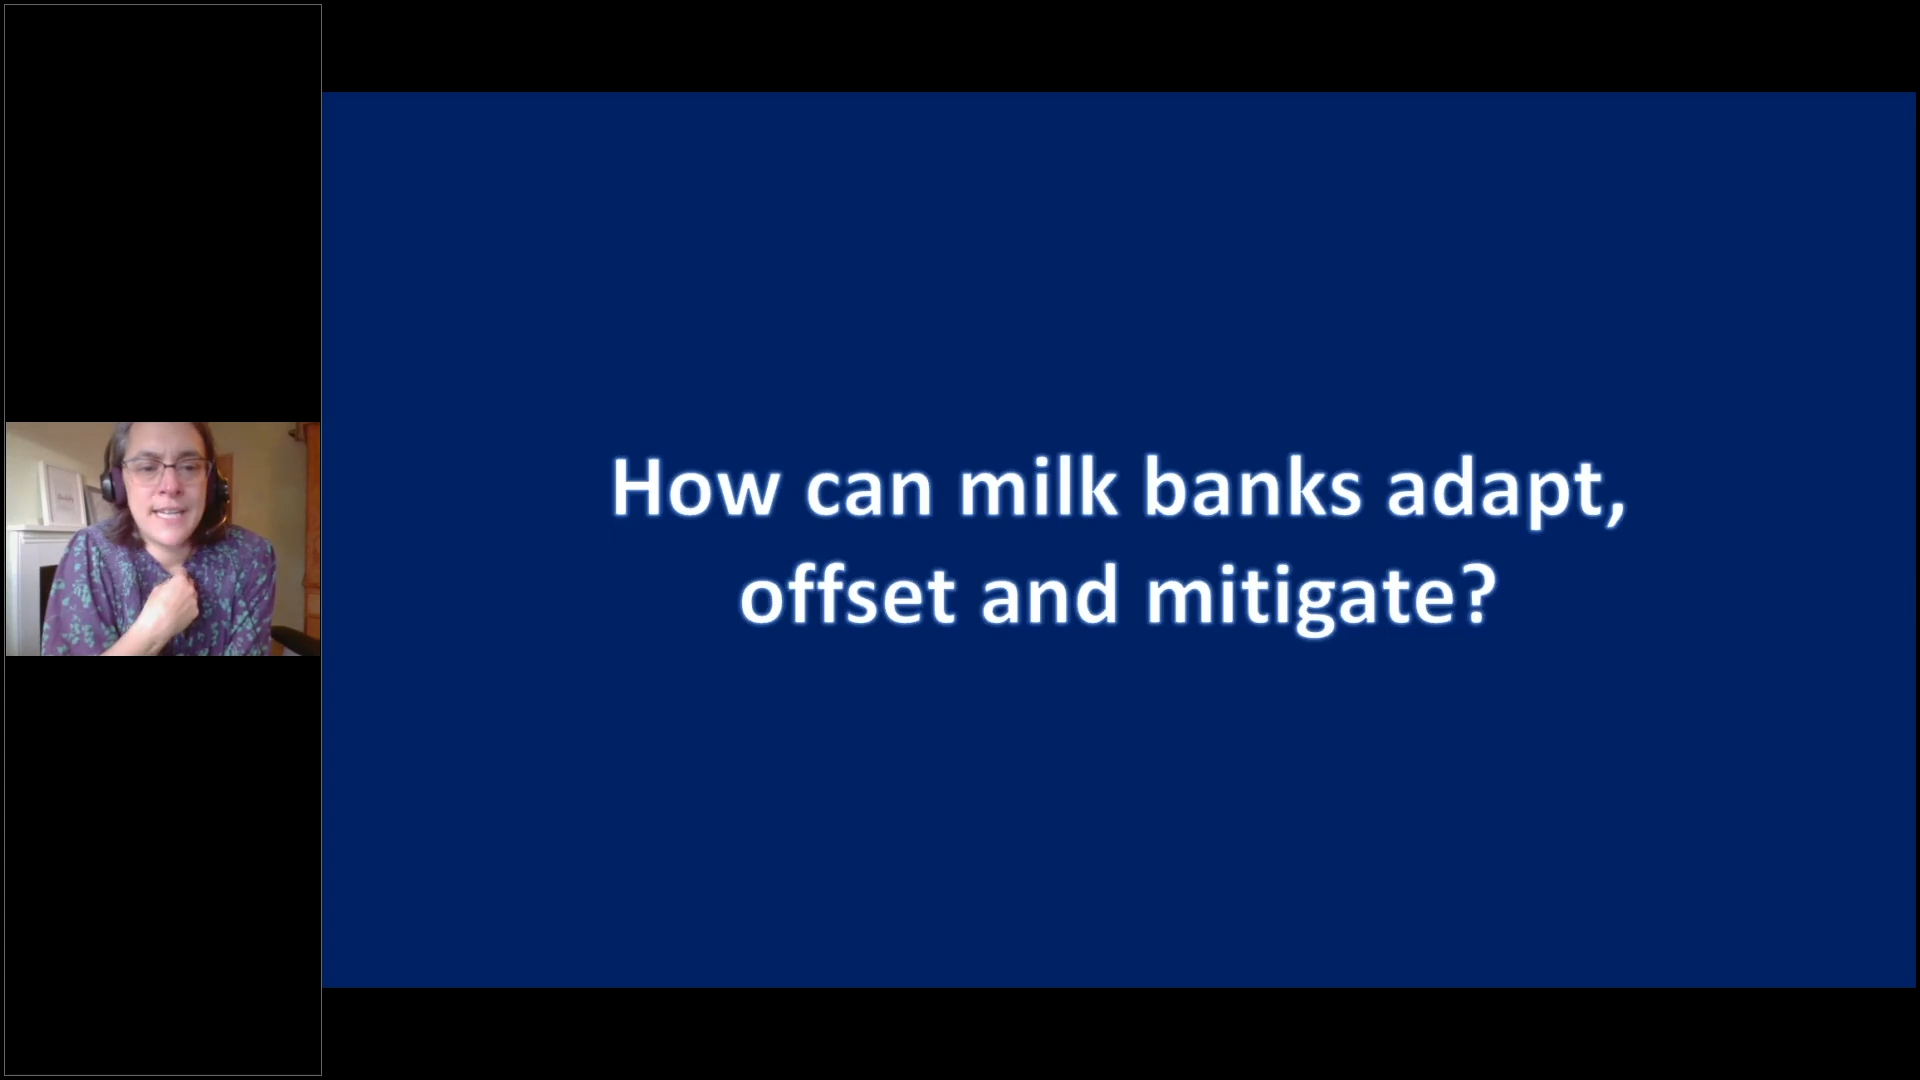 How can milk banks adapt,
offset and mitigate?